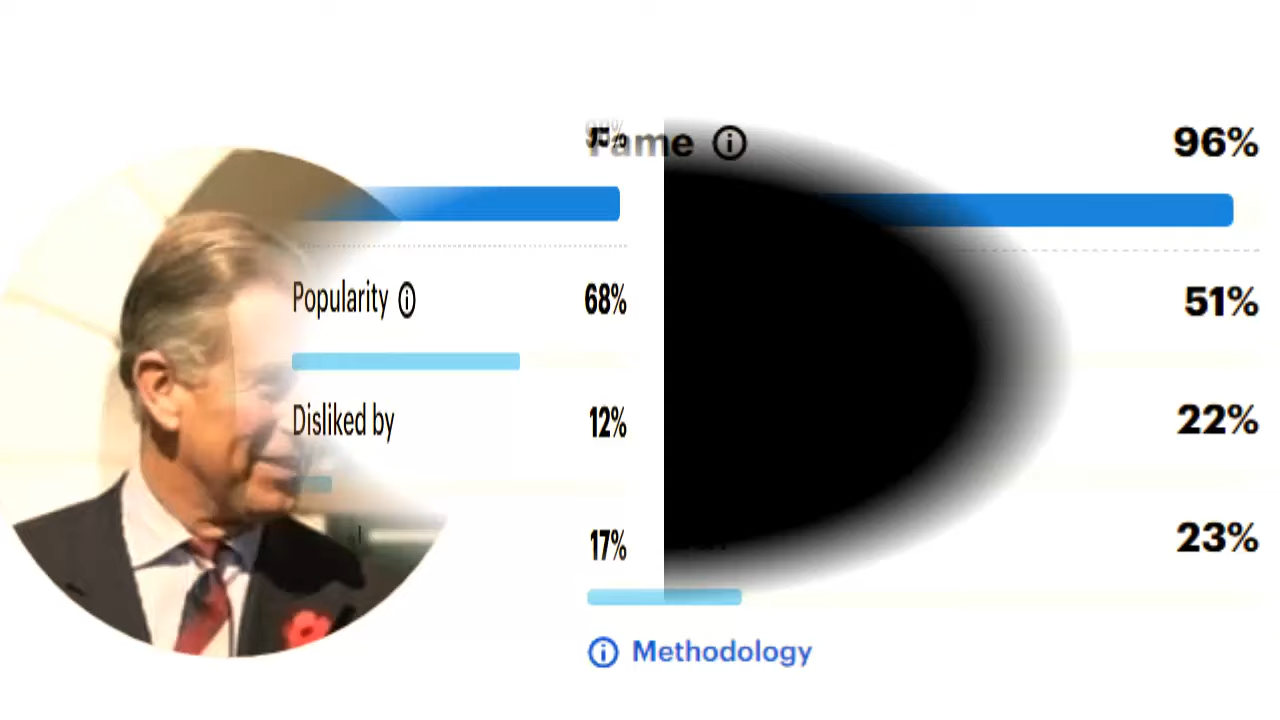 Fame 96%
Popularity 68% 51%
Disliked by 12% 22%
17% 23%
Methodology